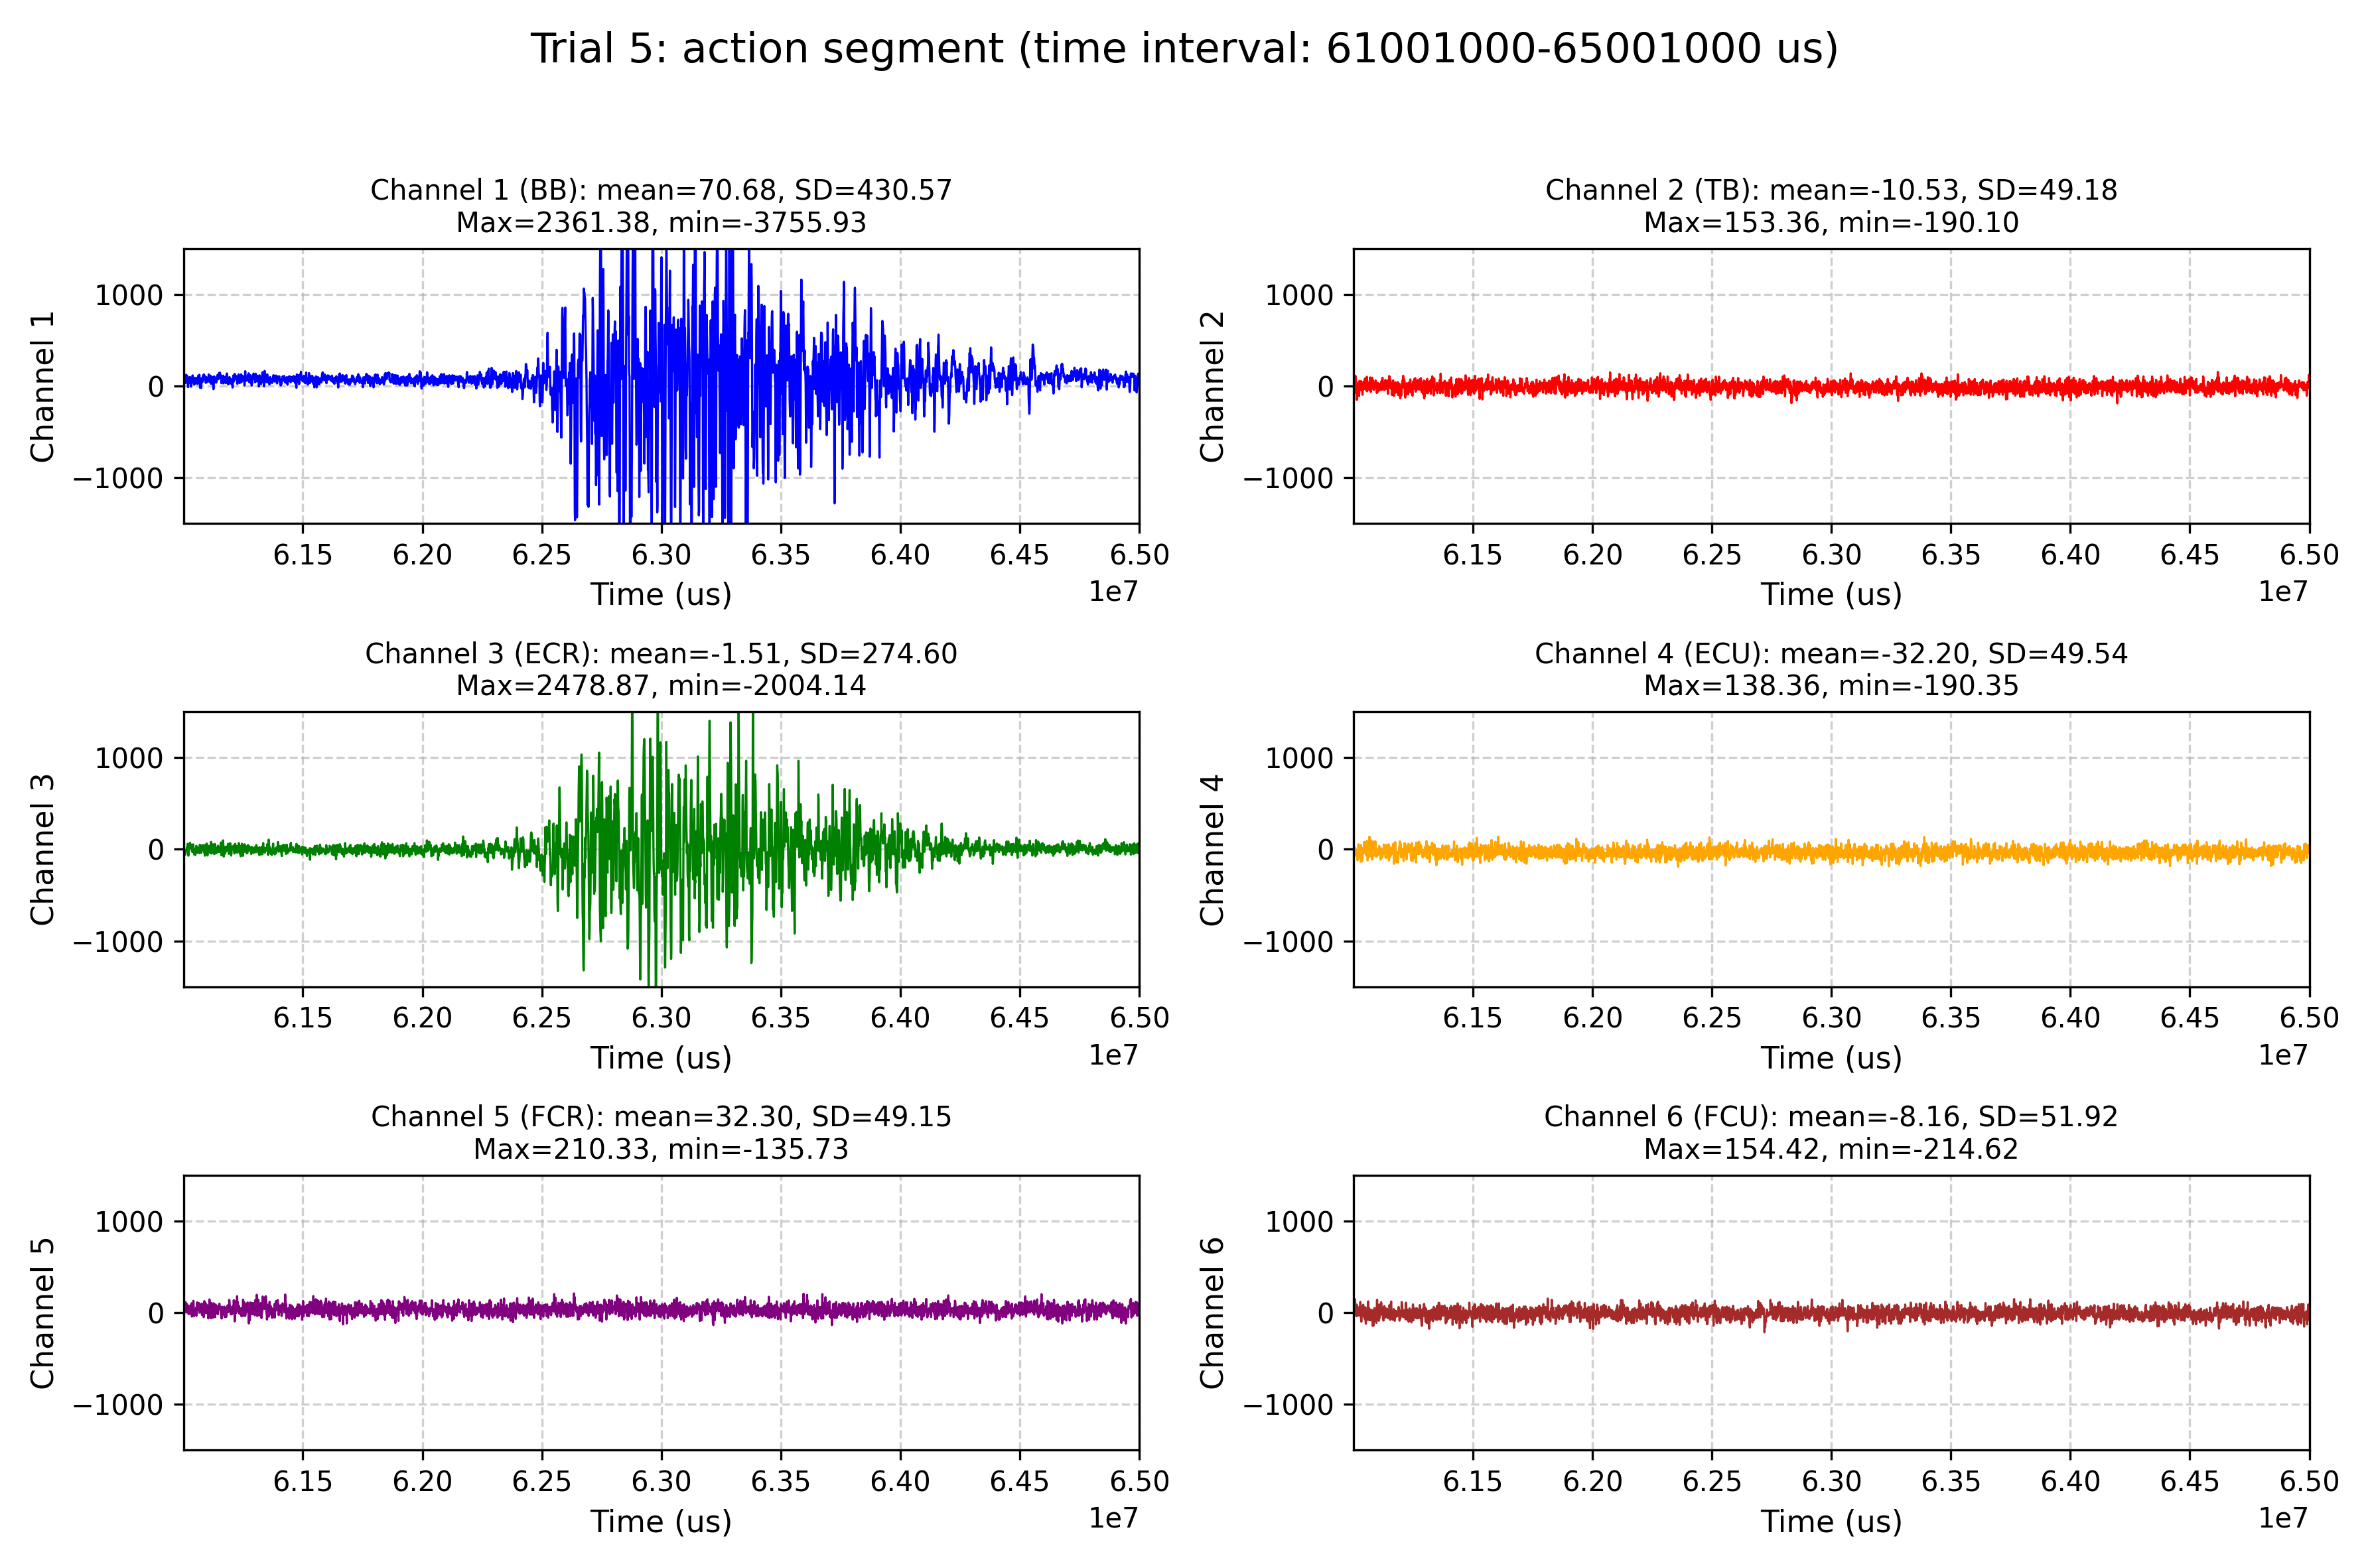 Trial 5: action segment (time interval: 61001000-65001000 us)
Channel 1 (BB): mean=70.68, SD=430.57
Max=2361.38, min=-3755.93
Channel 1
1000
0
−1000
6.15 6.20 6.25 6.30 6.35 6.40 6.45 6.50
Time (us)
1e7
Channel 2 (TB): mean=-10.53, SD=49.18
Max=153.36, min=-190.10
Channel 2
1000
0
−1000
6.15 6.20 6.25 6.30 6.35 6.40 6.45 6.50
Time (us)
1e7
Channel 3 (ECR): mean=-1.51, SD=274.60
Max=2478.87, min=-2004.14
Channel 3
1000
0
−1000
6.15 6.20 6.25 6.30 6.35 6.40 6.45 6.50
Time (us)
1e7
Channel 4 (ECU): mean=-32.20, SD=49.54
Max=138.36, min=-190.35
Channel 4
1000
0
−1000
6.15 6.20 6.25 6.30 6.35 6.40 6.45 6.50
Time (us)
1e7
Channel 5 (FCR): mean=32.30, SD=49.15
Max=210.33, min=-135.73
Channel 5
1000
0
−1000
6.15 6.20 6.25 6.30 6.35 6.40 6.45 6.50
Time (us)
1e7
Channel 6 (FCU): mean=-8.16, SD=51.92
Max=154.42, min=-214.62
Channel 6
1000
0
−1000
6.15 6.20 6.25 6.30 6.35 6.40 6.45 6.50
Time (us)
1e7